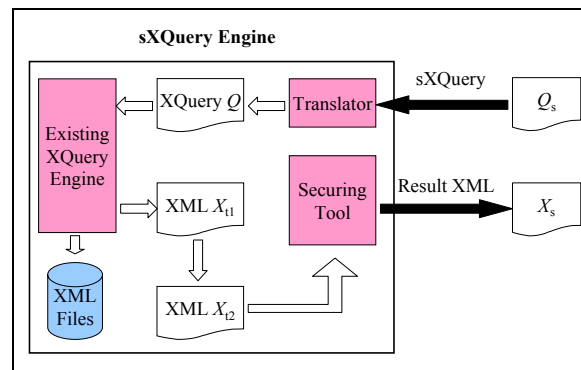 sXQuery Engine
sXQuery
XQuery Q
Translator
Qs
Existing
XQuery
Engine
Securing
Tool
Result XML
XML Xt1
Xs
XML
Files
XML Xt2